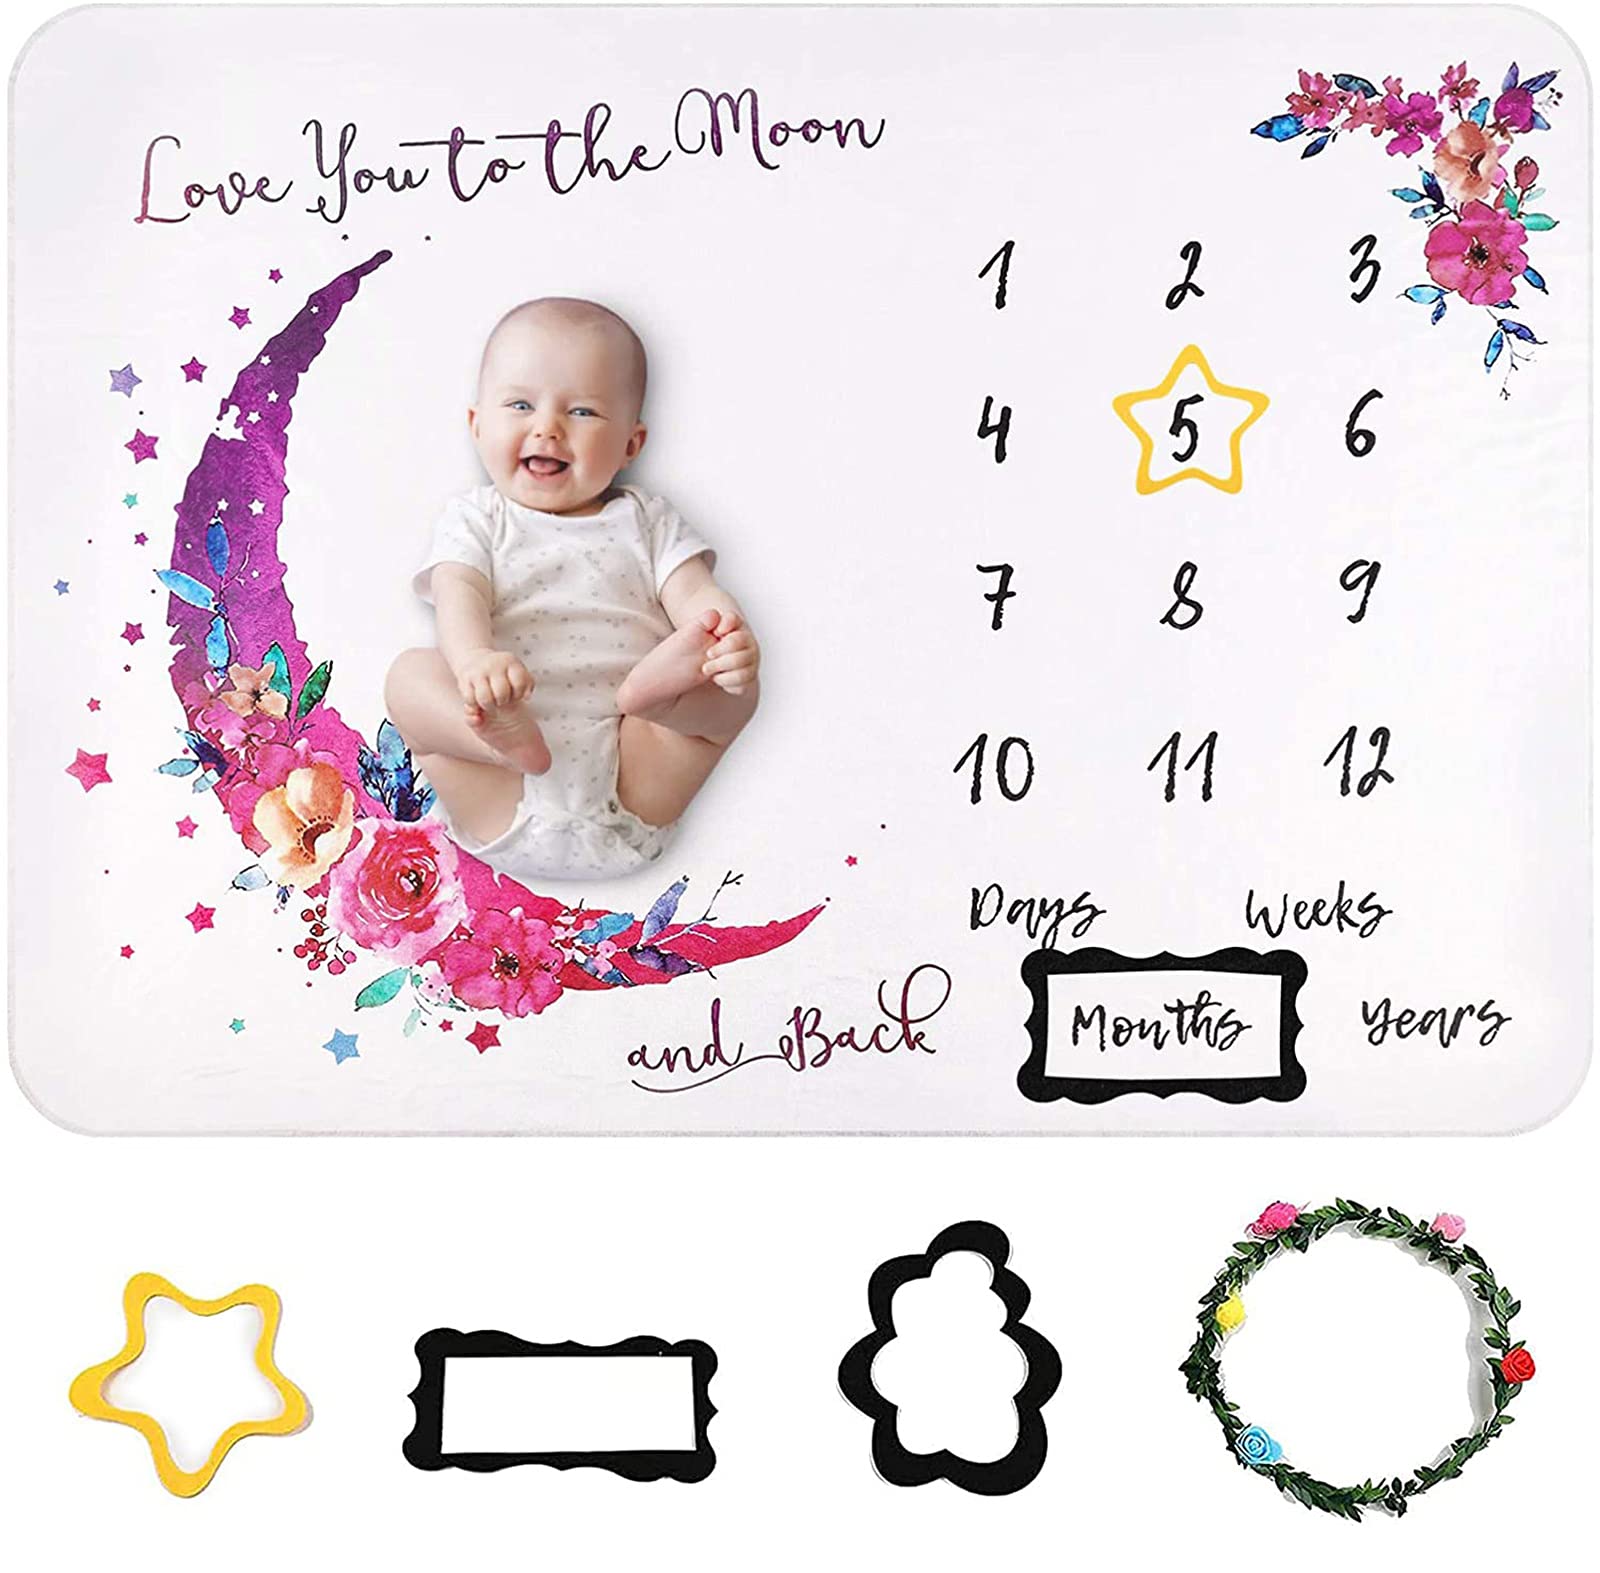 Love You to the Moon
and Back
1 2 3
4 5 6
7 8 9
10 11 12
Days Weeks
Months Years